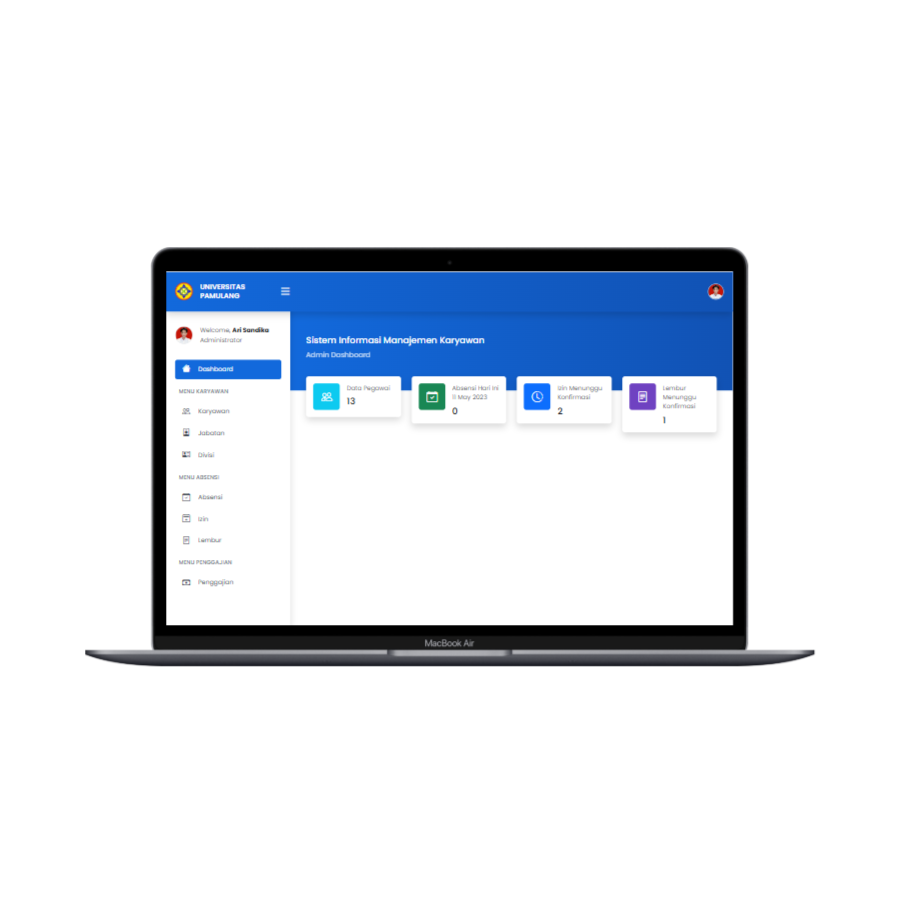 UNIVERSITAS
PAMULANG
Welcome, Ari Sandika
Administrator
Dashboard
MENU KARYAWAN
Karyawan
Jabatan
Divisi
MENU ABSENSI
Absensi
Izin
Lembur
MENU PENGGAJIAN
Penggajian
Sistem Informasi Manajemen Karyawan
Admin Dashboard
Data Pegawai
13
Absensi Hari Ini
11 May 2023
0
Izin Menunggu
Konfirmasi
2
Lembur
Menunggu
Konfirmasi
1
MacBook Air